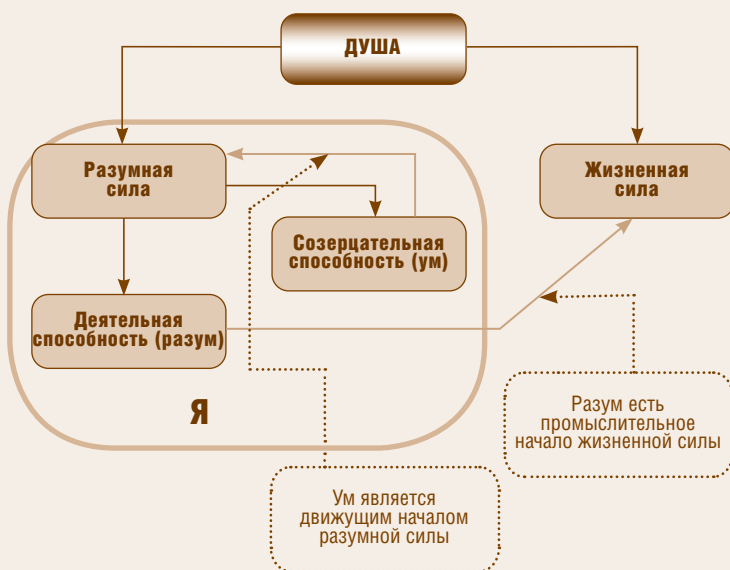 ДУША
Разумная
сила
Жизненная
сила
Созерцательная
способность (ум)
Деятельная
способность (разум)
Я
Разум есть
промыслительное
начало жизненной силы
Ум является
движущим началом
разумной силы